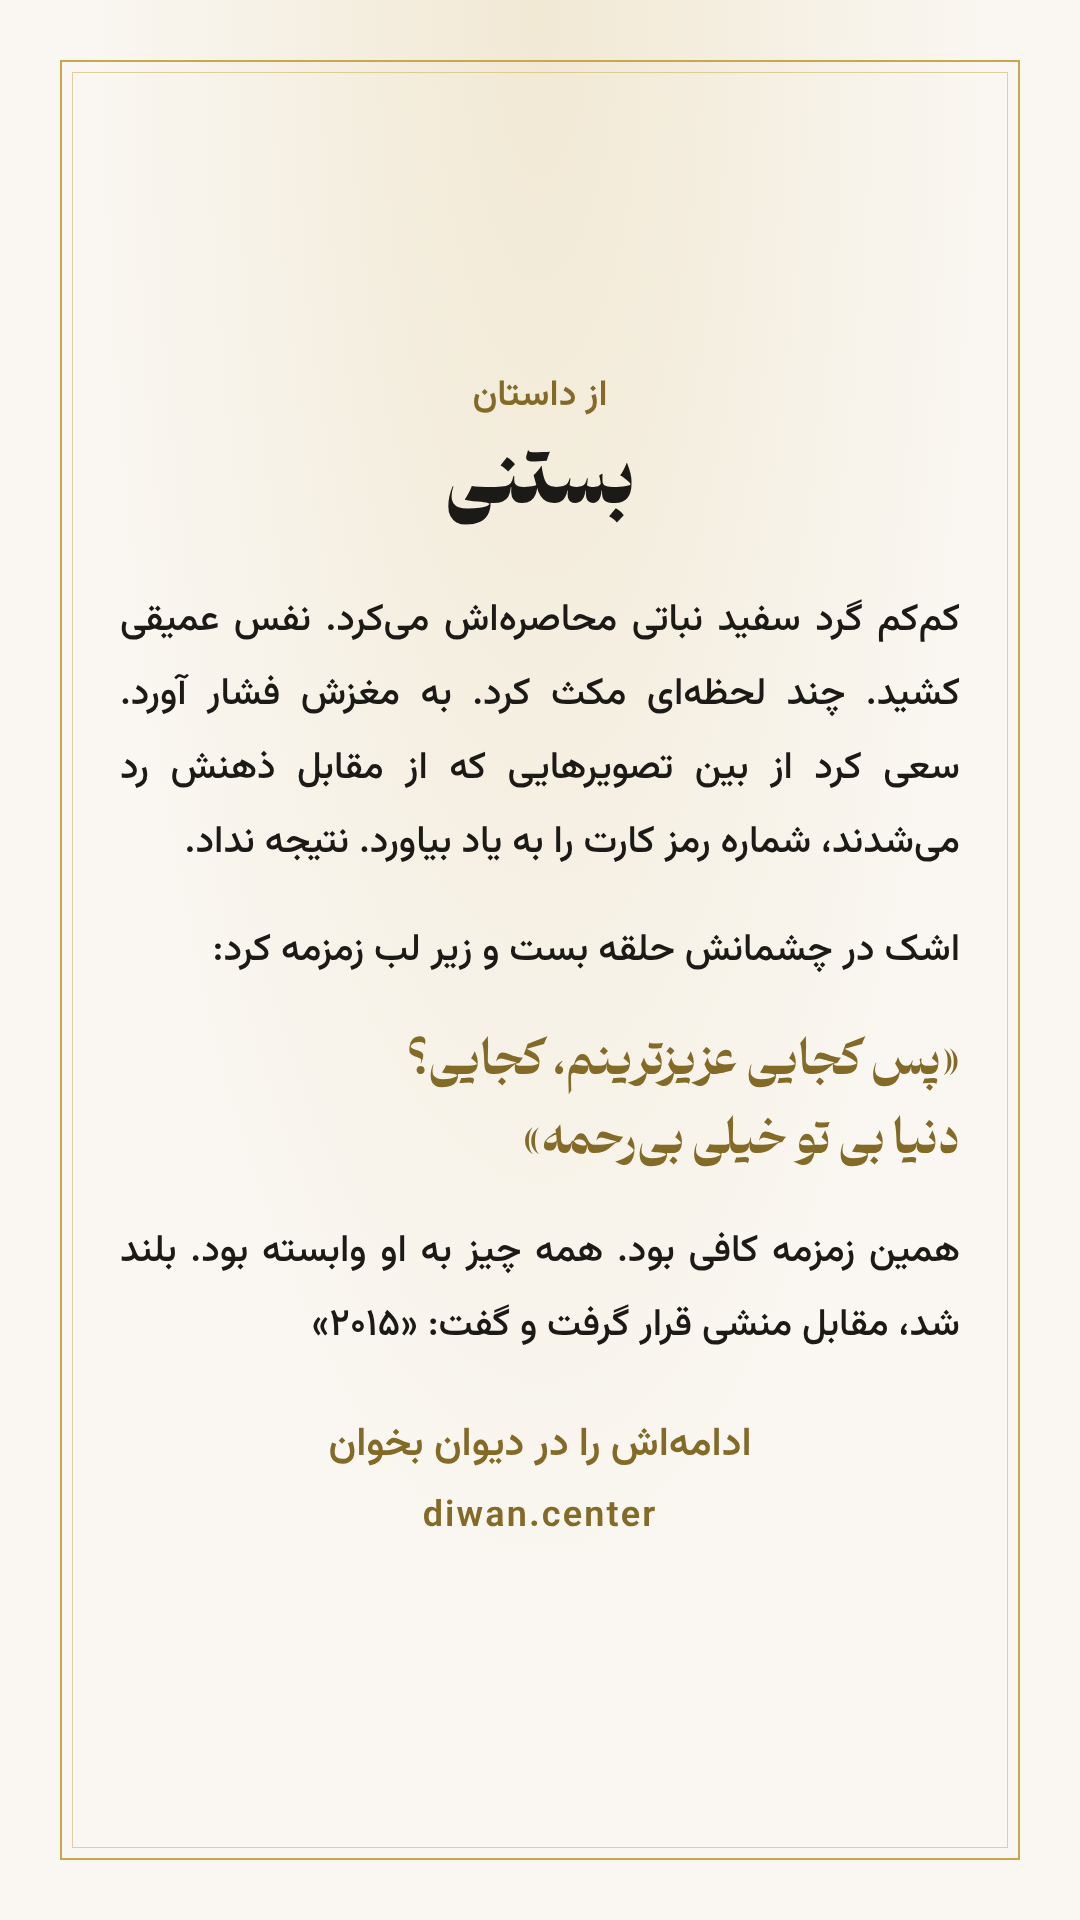 از داستان
بستنی
کم‌کم گرد سفید نباتی محاصره‌اش می‌کرد. نفس عمیقی
کشید. چند لحظه‌ای مکث کرد. به مغزش فشار آورد.
سعی کرد از بین تصویرهایی که از مقابل ذهنش رد
می‌شدند، شماره رمز کارت را به یاد بیاورد. نتیجه نداد.
اشک در چشمانش حلقه بست و زیر لب زمزمه کرد:
«پس کجایی عزیزترینم، کجایی؟
دنیا بی تو خیلی بی‌رحمه»
همین زمزمه کافی بود. همه چیز به او وابسته بود. بلند
شد، مقابل منشی قرار گرفت و گفت: «۲۰۱۵»
ادامه‌اش را در دیوان بخوان
diwan.center